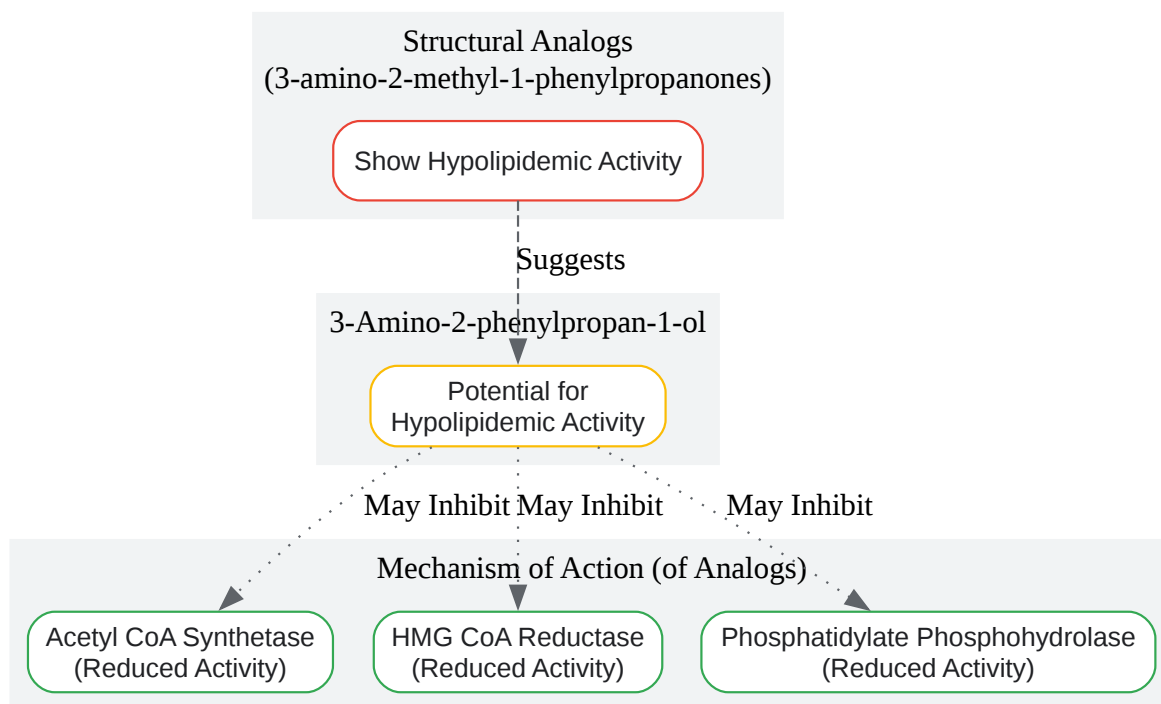 Structural Analogs
(3-amino-2-methyl-1-phenylpropanones)
Show Hypolipidemic Activity
Suggests
3-Amino-2-phenylpropan-1-ol
Potential for
Hypolipidemic Activity
May Inhibit
May Inhibit
May Inhibit
Mechanism of Action (of Analogs)
Acetyl CoA Synthetase
(Reduced Activity)
HMG CoA Reductase
(Reduced Activity)
Phosphatidylate Phosphohydrolase
(Reduced Activity)